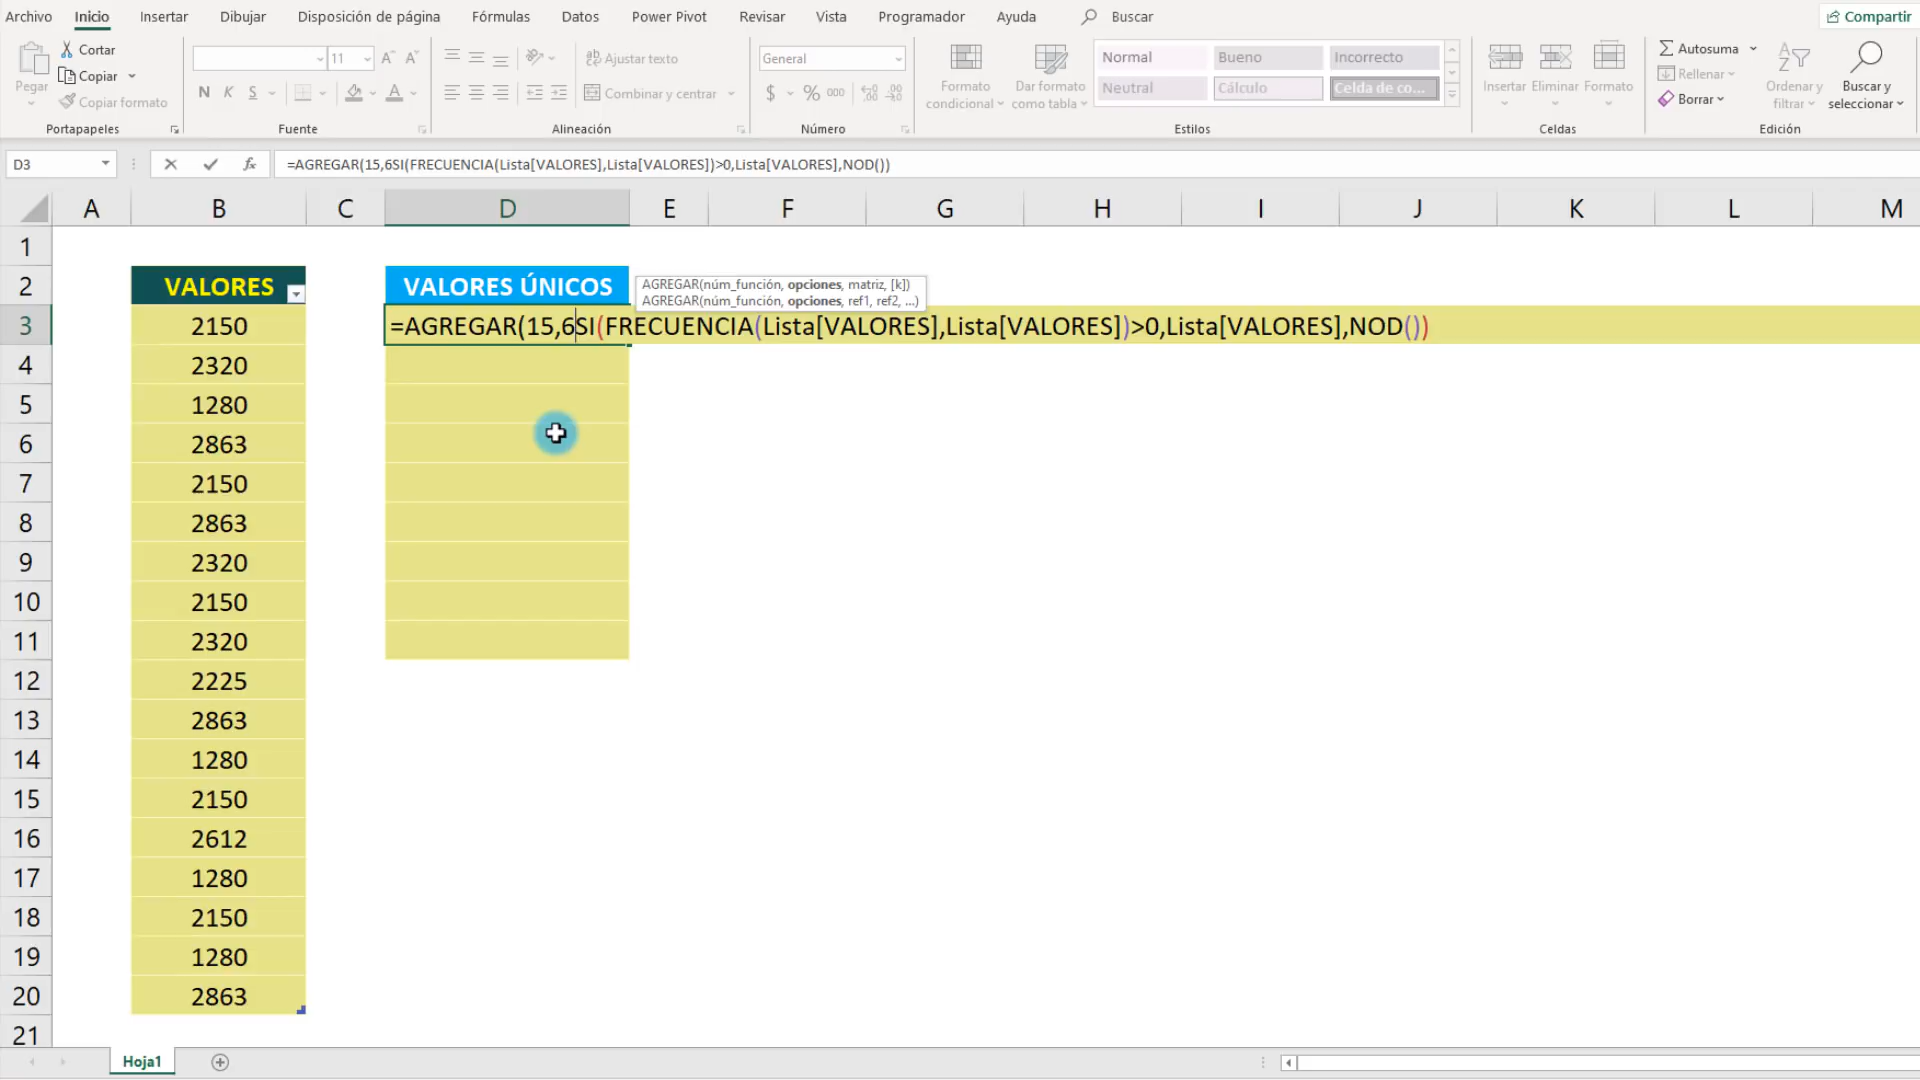 Archivo Inicio Insertar Dibujar Disposición de página Fórmulas Datos Power Pivot Revisar Vista Programador Ayuda Buscar Compartir
Pegar
Cortar
Copiar
Copiar formato
Portapapeles
11
N K S
Fuente
Ajustar texto
Combinar y centrar
Alineación
General
$ % 000
Número
Formato condicional
Dar formato como tabla
Normal Bueno Incorrecto
Neutral Cálculo Celda de co...
Estilos
Insertar Eliminar Formato
Celdas
Autosuma
Rellenar
Borrar
Ordenar y filtrar
Buscar y seleccionar
Edición
D3 fx =AGREGAR(15,6SI(FRECUENCIA(Lista[VALORES],Lista[VALORES])>0,Lista[VALORES],NOD())
A B C D E F G H I J K L M
1
2 VALORES VALORES ÚNICOS
AGREGAR(núm_función, opciones, matriz, [k])
AGREGAR(núm_función, opciones, ref1, ref2, ...)
3 2150 =AGREGAR(15,6SI(FRECUENCIA(Lista[VALORES],Lista[VALORES])>0,Lista[VALORES],NOD())
4 2320
5 1280
6 2863
7 2150
8 2863
9 2320
10 2150
11 2320
12 2225
13 2863
14 1280
15 2150
16 2612
17 1280
18 2150
19 1280
20 2863
21
Hoja1